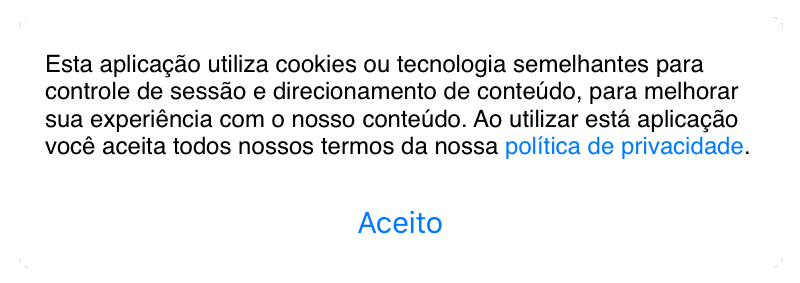 Esta aplicação utiliza cookies ou tecnologia semelhantes para
controle de sessão e direcionamento de conteúdo, para melhorar
sua experiência com o nosso conteúdo. Ao utilizar está aplicação
você aceita todos nossos termos da nossa política de privacidade.
Aceito